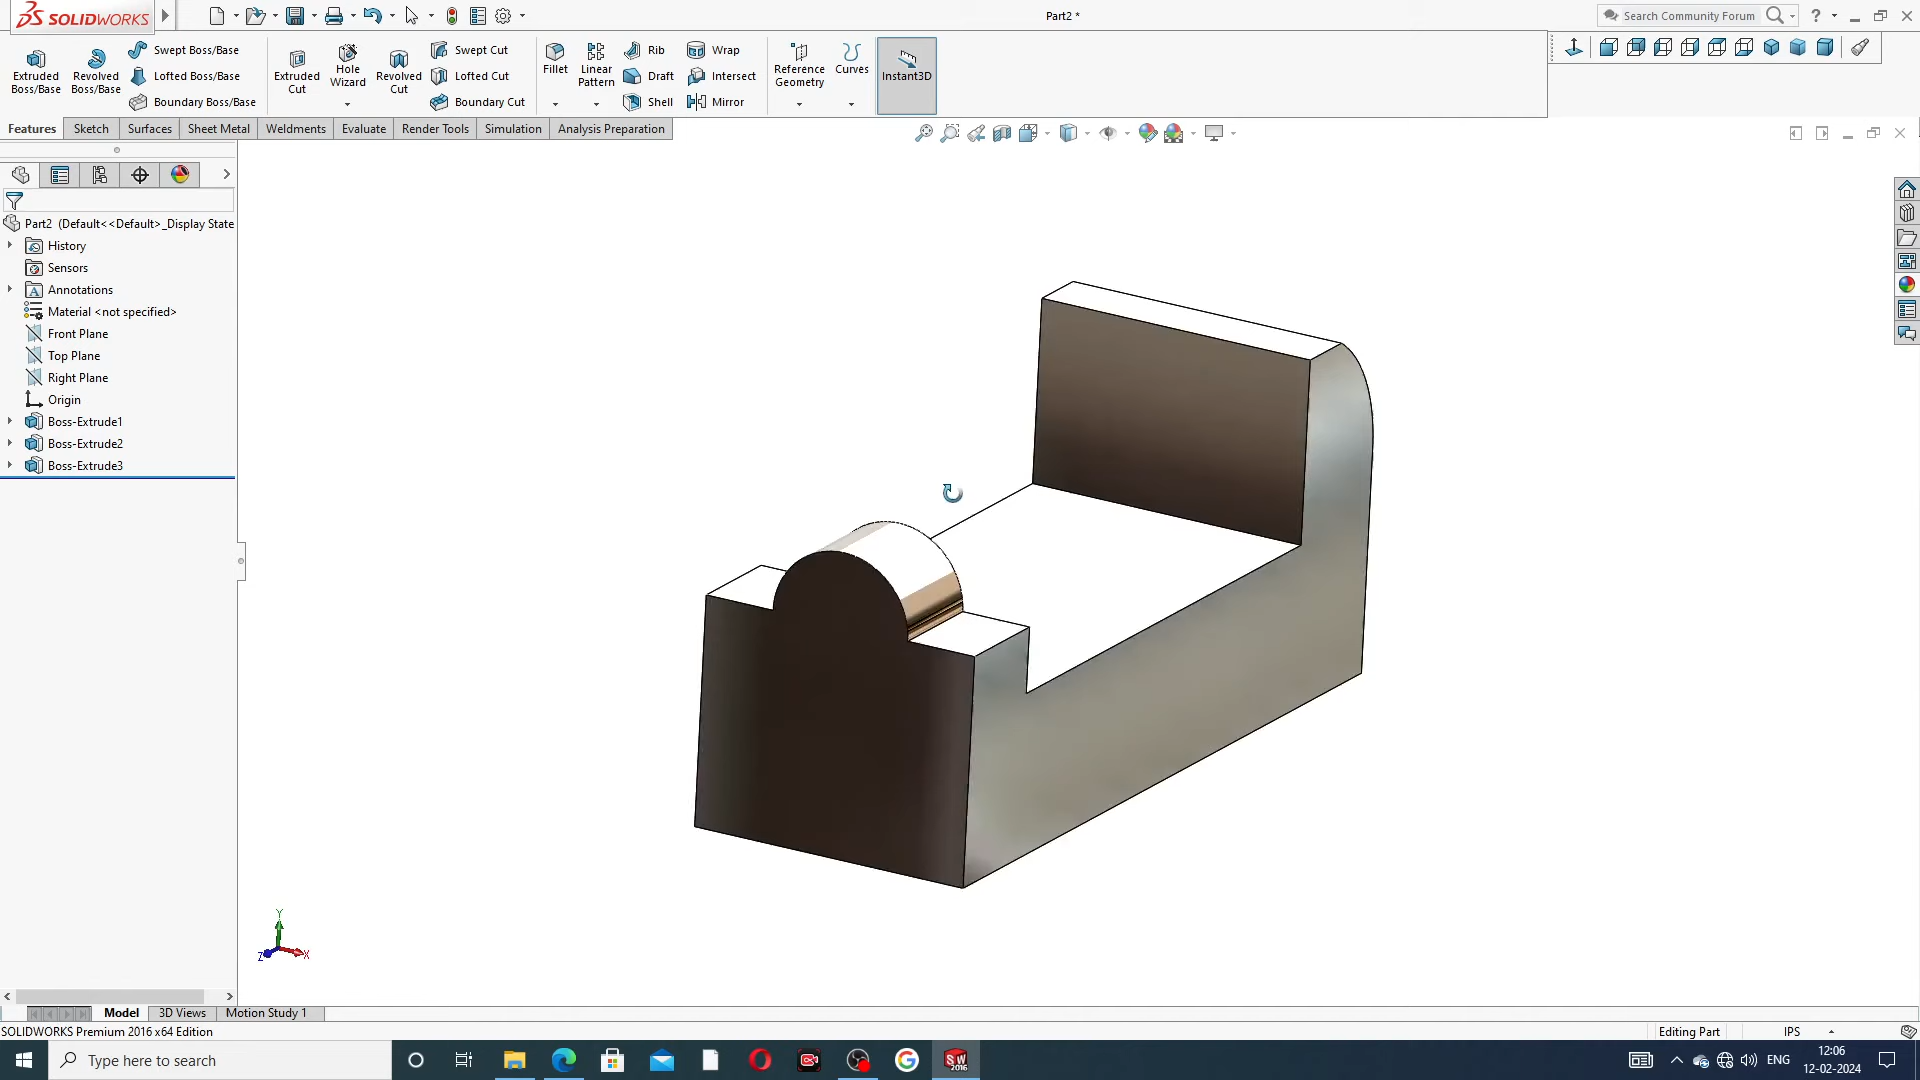 SOLIDWORKS
Part2 *
Search Community Forum
Extruded Boss/Base
Revolved Boss/Base
Swept Boss/Base
Lofted Boss/Base
Boundary Boss/Base
Extruded Cut
Hole Wizard
Revolved Cut
Swept Cut
Lofted Cut
Boundary Cut
Fillet
Linear Pattern
Rib
Draft
Shell
Wrap
Intersect
Mirror
Reference Geometry
Curves
Instant3D
Features
Sketch
Surfaces
Sheet Metal
Weldments
Evaluate
Render Tools
Simulation
Analysis Preparation
Part2 (Default<<Default>_Display State
History
Sensors
Annotations
Material <not specified>
Front Plane
Top Plane
Right Plane
Origin
Boss-Extrude1
Boss-Extrude2
Boss-Extrude3
Y
Z
X
Model
3D Views
Motion Study 1
SOLIDWORKS Premium 2016 x64 Edition
Editing Part
IPS
Type here to search
SW
2016
ENG
12:06
12-02-2024